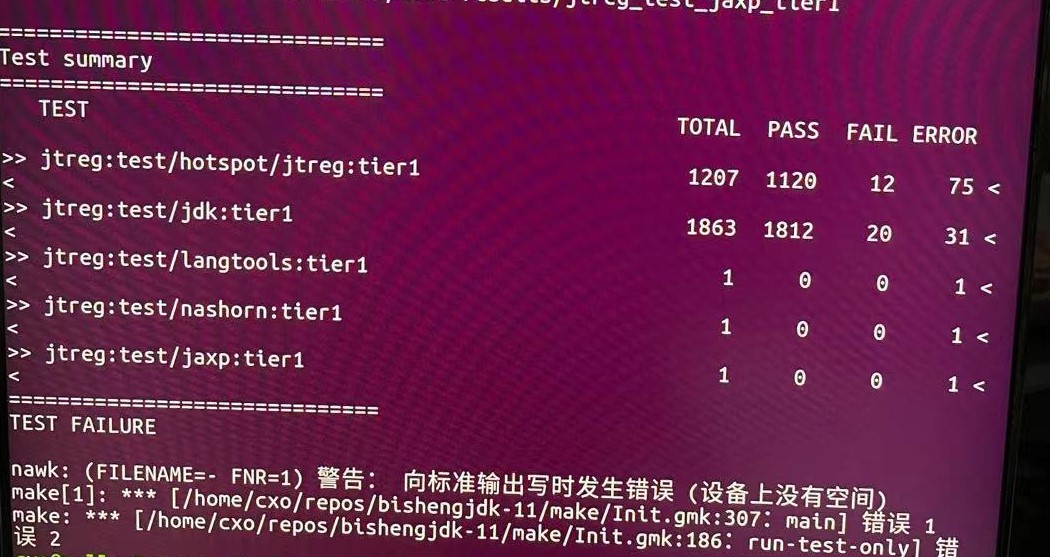 jtreg_test_jaxp_tier1
==============================
Test summary
==============================
TEST TOTAL PASS FAIL ERROR
>> jtreg:test/hotspot/jtreg:tier1 1207 1120 12 75 <
<
>> jtreg:test/jdk:tier1 1863 1812 20 31 <
<
>> jtreg:test/langtools:tier1 1 0 0 1 <
<
>> jtreg:test/nashorn:tier1 1 0 0 1 <
<
>> jtreg:test/jaxp:tier1 1 0 0 1 <
<
==============================
TEST FAILURE
nawk: (FILENAME=- FNR=1) 警告： 向标准输出写时发生错误 (设备上没有空间)
make[1]: *** [/home/cxo/repos/bishengjdk-11/make/Init.gmk:307：main] 错误 1
make: *** [/home/cxo/repos/bishengjdk-11/make/Init.gmk:186：run-test-only] 错
误 2